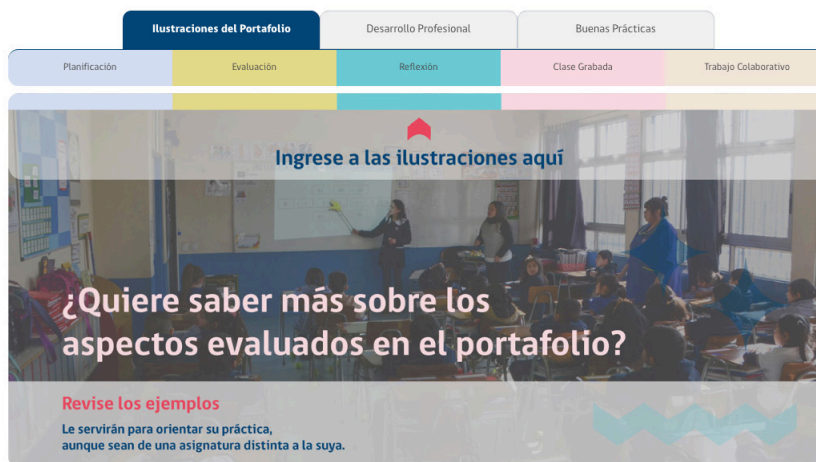 Ilustraciones del Portafolio
Desarrollo Profesional
Buenas Prácticas
Planificación
Evaluación
Reflexión
Clase Grabada
Trabajo Colaborativo
Ingrese a las ilustraciones aquí
¿Quiere saber más sobre los
aspectos evaluados en el portafolio?
Revise los ejemplos
Le servirán para orientar su práctica,
aunque sean de una asignatura distinta a la suya.